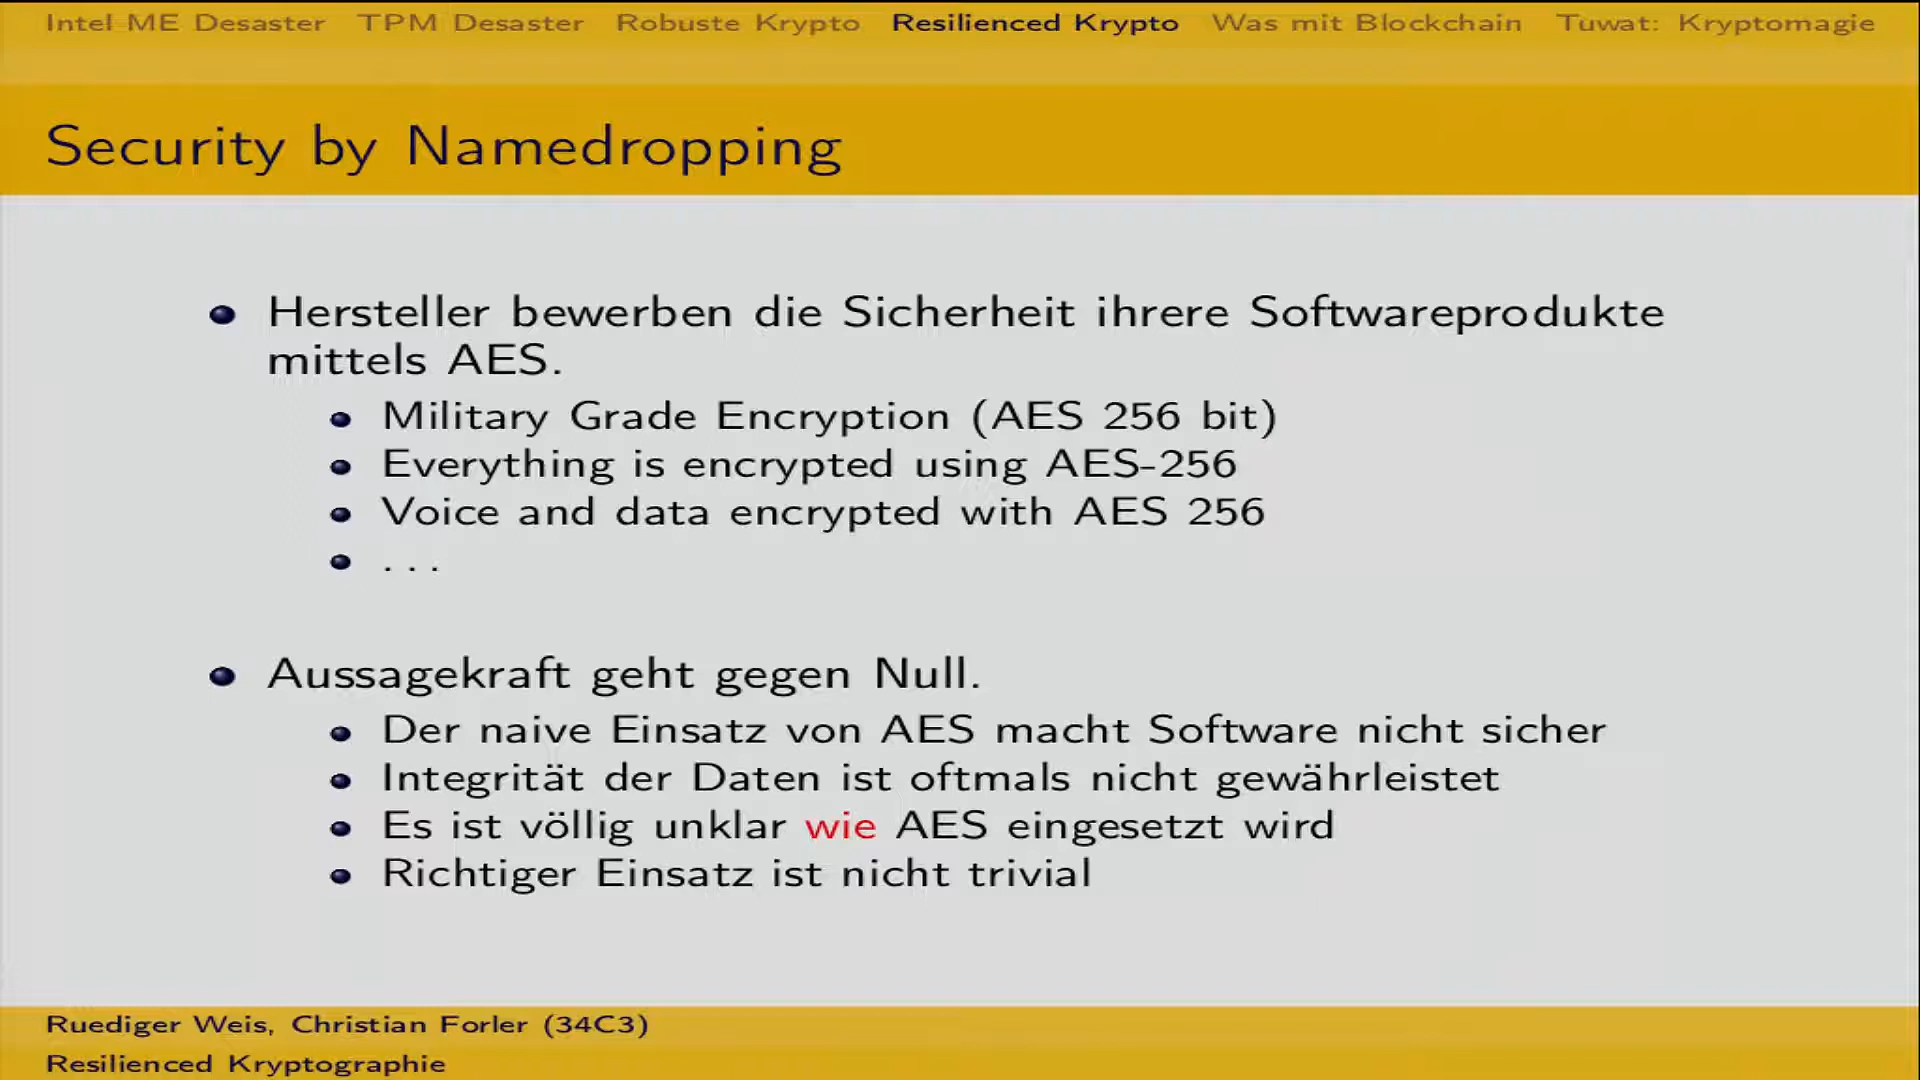 Intel ME Desaster TPM Desaster Robuste Krypto Resilienced Krypto Was mit Blockchain Tuwat: Kryptomagie
Security by Namedropping
Hersteller bewerben die Sicherheit ihrere Softwareprodukte
mittels AES.
Military Grade Encryption (AES 256 bit)
Everything is encrypted using AES-256
Voice and data encrypted with AES 256
...
Aussagekraft geht gegen Null.
Der naive Einsatz von AES macht Software nicht sicher
Integrität der Daten ist oftmals nicht gewährleistet
Es ist völlig unklar wie AES eingesetzt wird
Richtiger Einsatz ist nicht trivial
Ruediger Weis, Christian Forler (34C3)
Resilienced Kryptographie